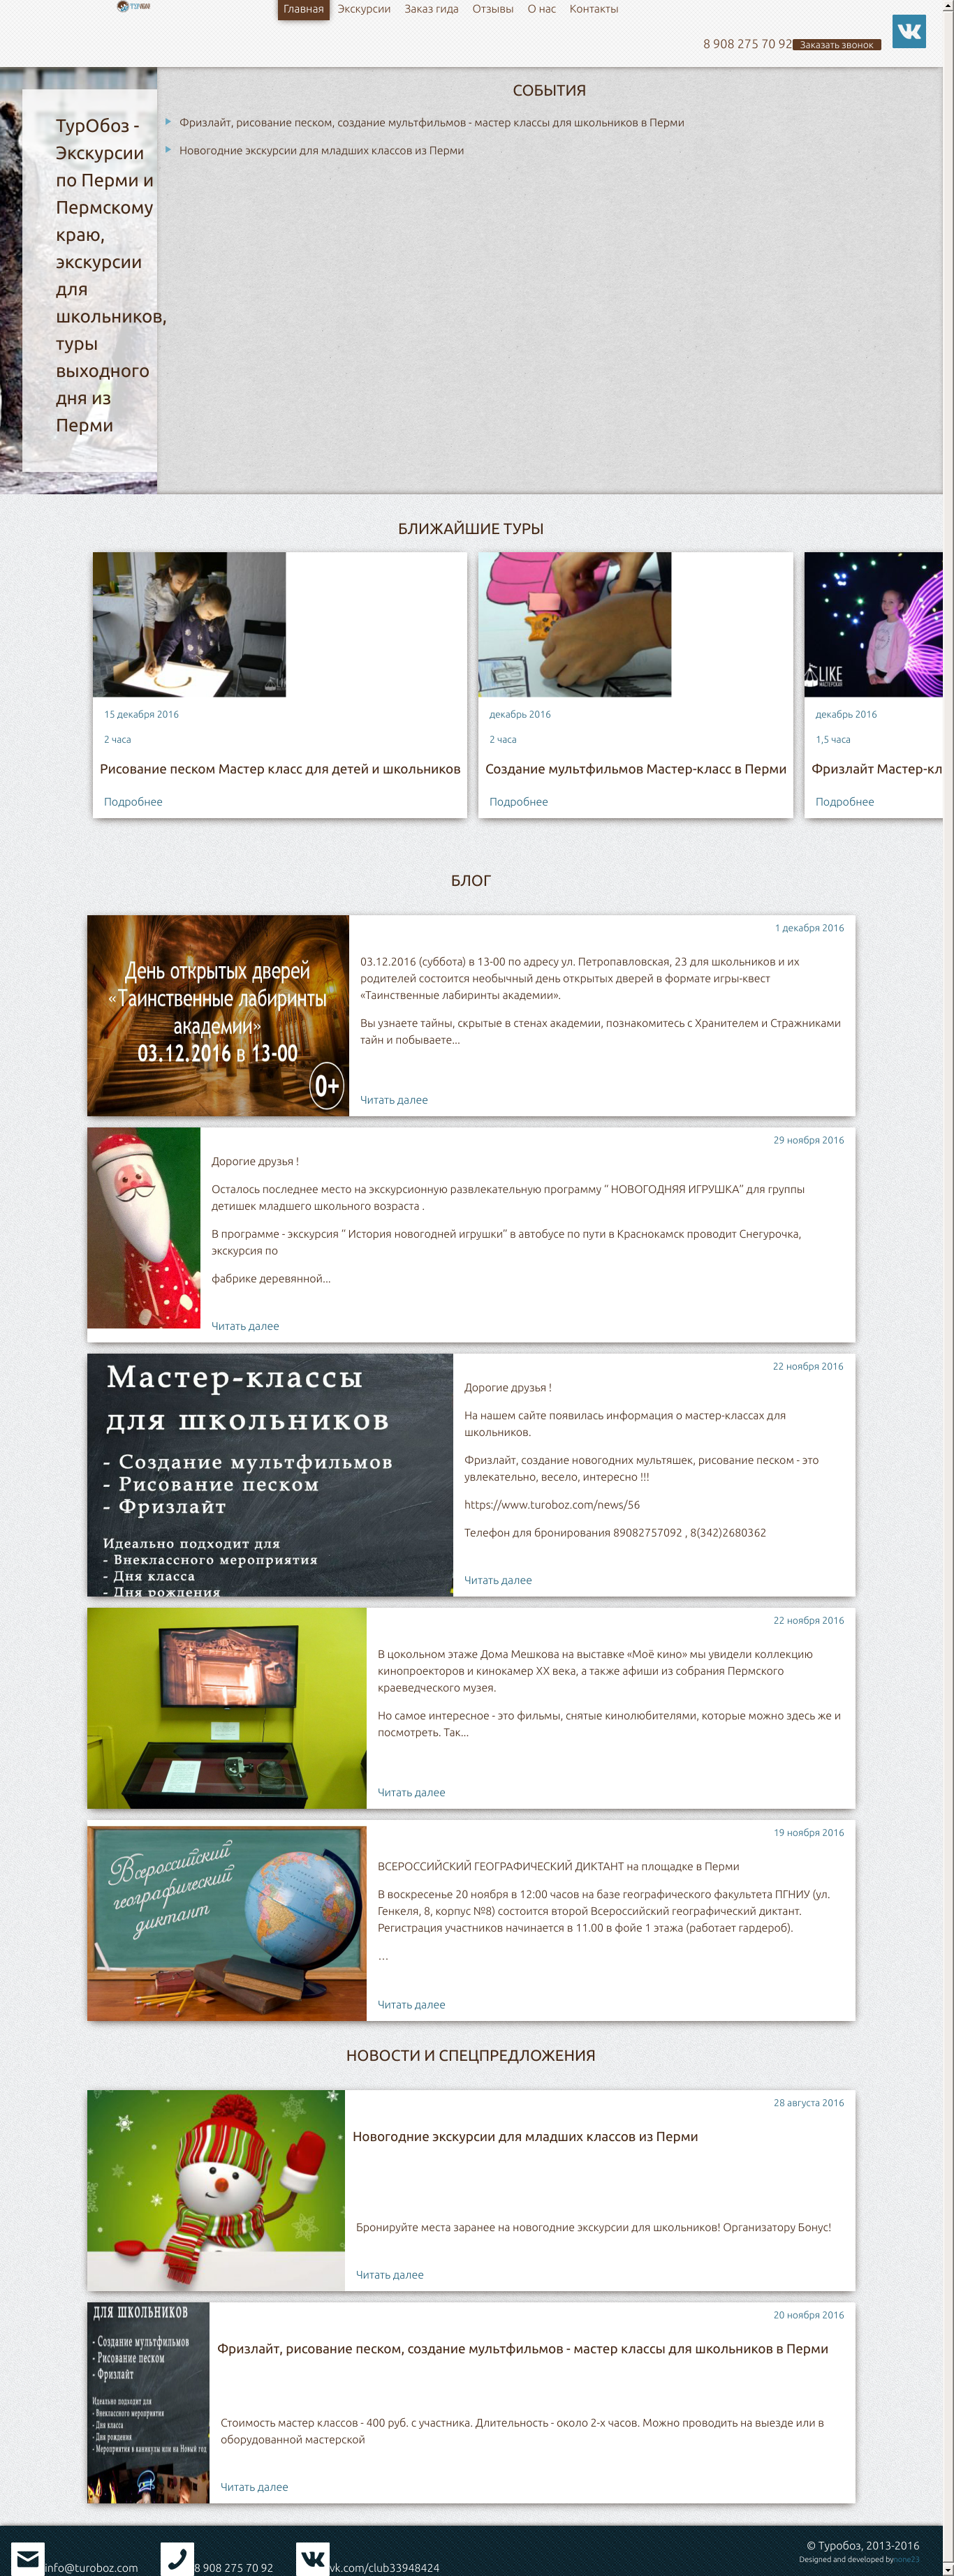 ТУРОБОЗ
Главная Экскурсии Заказ гида Отзывы О нас Контакты
8 908 275 70 92 Заказать звонок
ТурОбоз -
Экскурсии
по Перми и
Пермскому
краю,
экскурсии
для
школьников,
туры
выходного
дня из
Перми
СОБЫТИЯ
Фризлайт, рисование песком, создание мультфильмов - мастер классы для школьников в Перми
Новогодние экскурсии для младших классов из Перми
БЛИЖАЙШИЕ ТУРЫ
15 декабря 2016
2 часа
Рисование песком Мастер класс для детей и школьников
Подробнее
декабрь 2016
2 часа
Создание мультфильмов Мастер-класс в Перми
Подробнее
LIKE
МАСТЕРСКАЯ
декабрь 2016
1,5 часа
Фризлайт Мастер-кл
Подробнее
БЛОГ
День открытых дверей
«Таинственные лабиринты
академии»
03.12.2016 в 13-00
0+
1 декабря 2016
03.12.2016 (суббота) в 13-00 по адресу ул. Петропавловская, 23 для школьников и их
родителей состоится необычный день открытых дверей в формате игры-квест
«Таинственные лабиринты академии».
Вы узнаете тайны, скрытые в стенах академии, познакомитесь с Хранителем и Стражниками
тайн и побываете...
Читать далее
29 ноября 2016
Дорогие друзья !
Осталось последнее место на экскурсионную развлекательную программу " НОВОГОДНЯЯ ИГРУШКА" для группы
детишек младшего школьного возраста .
В программе - экскурсия " История новогодней игрушки" в автобусе по пути в Краснокамск проводит Снегурочка,
экскурсия по
фабрике деревянной...
Читать далее
Мастер-классы
для школьников
- Создание мультфильмов
- Рисование песком
- Фризлайт
Идеально подходит для
- Внеклассного мероприятия
- Дня класса
- Дня рождения
22 ноября 2016
Дорогие друзья !
На нашем сайте появилась информация о мастер-классах для
школьников.
Фризлайт, создание новогодних мультяшек, рисование песком - это
увлекательно, весело, интересно !!!
https://www.turoboz.com/news/56
Телефон для бронирования 89082757092 , 8(342)2680362
Читать далее
22 ноября 2016
В цокольном этаже Дома Мешкова на выставке «Моё кино» мы увидели коллекцию
кинопроекторов и кинокамер XX века, а также афиши из собрания Пермского
краеведческого музея.
Но самое интересное - это фильмы, снятые кинолюбителями, которые можно здесь же и
посмотреть. Так...
Читать далее
Всероссийский
географический
диктант
19 ноября 2016
ВСЕРОССИЙСКИЙ ГЕОГРАФИЧЕСКИЙ ДИКТАНТ на площадке в Перми
В воскресенье 20 ноября в 12:00 часов на базе географического факультета ПГНИУ (ул.
Генкеля, 8, корпус №8) состоится второй Всероссийский географический диктант.
Регистрация участников начинается в 11.00 в фойе 1 этажа (работает гардероб).
...
Читать далее
НОВОСТИ И СПЕЦПРЕДЛОЖЕНИЯ
28 августа 2016
Новогодние экскурсии для младших классов из Перми
Бронируйте места заранее на новогодние экскурсии для школьников! Организатору Бонус!
Читать далее
ДЛЯ ШКОЛЬНИКОВ
- Создание мультфильмов
- Рисование песком
- Фризлайт
Идеально подходит для
- Внеклассного мероприятия
- Дня класса
- Дня рождения
- Мероприятия в каникулы или на Новый год
20 ноября 2016
Фризлайт, рисование песком, создание мультфильмов - мастер классы для школьников в Перми
Стоимость мастер классов - 400 руб. с участника. Длительность - около 2-х часов. Можно проводить на выезде или в
оборудованной мастерской
Читать далее
info@turoboz.com 8 908 275 70 92 vk.com/club33948424
© Туробоз, 2013-2016
Designed and developed by none23